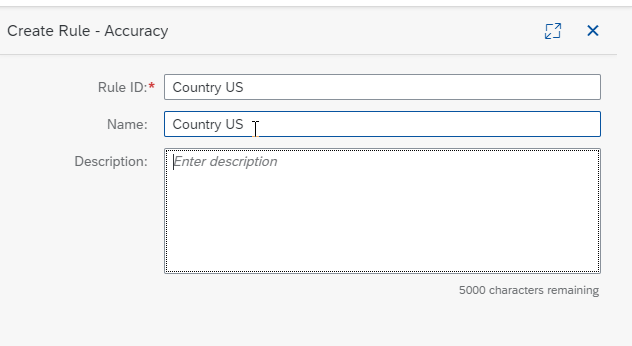 Create Rule - Accuracy
Rule ID:* Country US
Name: Country US
Description: Enter description
5000 characters remaining